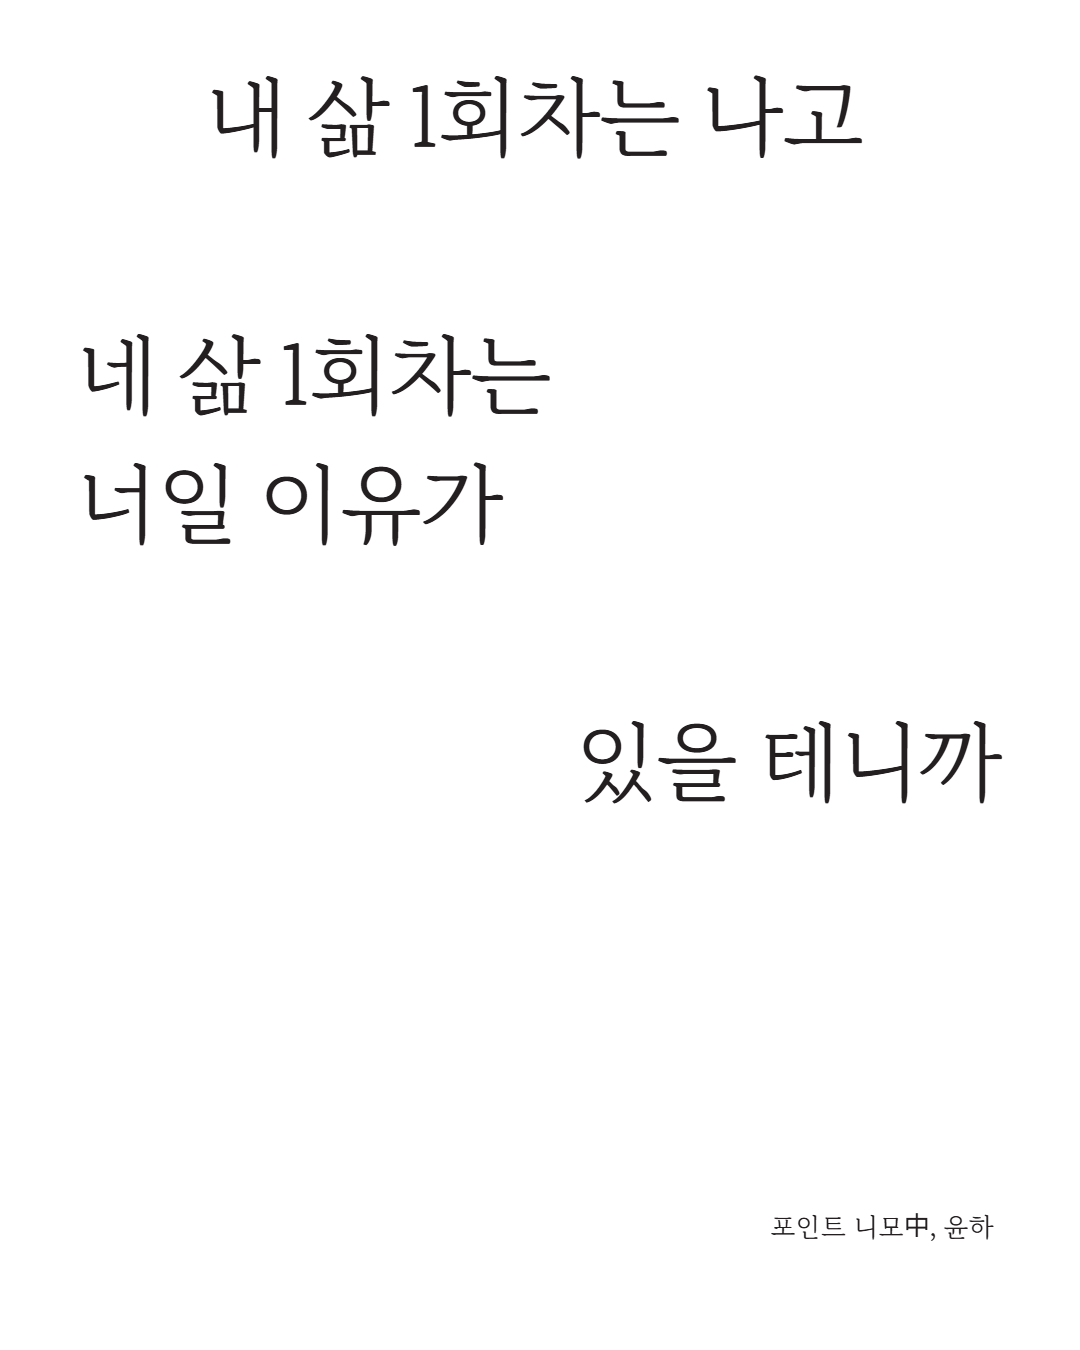 내 삶 1회차는 나고
네 삶 1회차는
너일 이유가
있을 테니까
포인트 니모中, 윤하